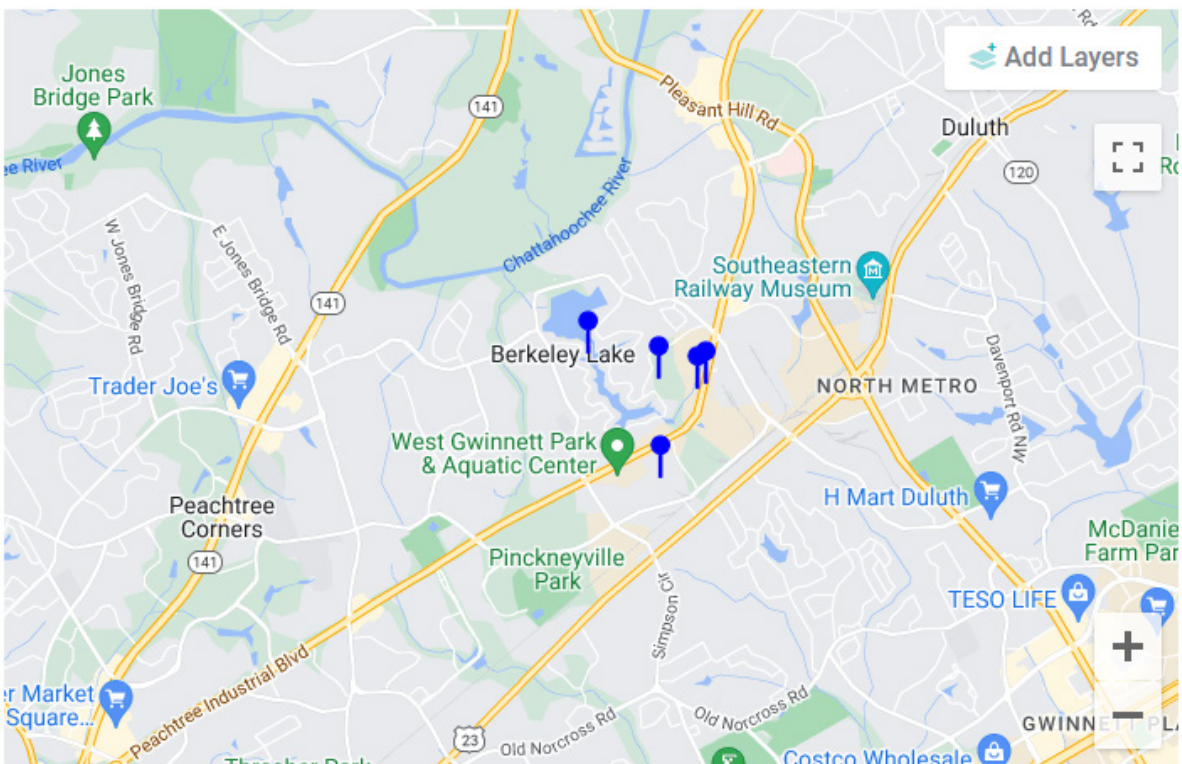 Add Layers
Jones
Bridge Park
141
Pleasant Hill Rd
Rd
Duluth
120
ee River
Chattahoochee River
W Jones Bridge Rd
E Jones Bridge Rd
141
Southeastern
Railway Museum
Berkeley Lake
Trader Joe's
NORTH METRO
Davenport Rd NW
West Gwinnett Park
& Aquatic Center
H Mart Duluth
Peachtree
Corners
141
McDanie
Farm Par
Pinckneyville
Park
Simpson Cir
TESO LIFE
Peachtree Industrial Blvd
er Market
Square...
23
Old Norcross Rd
Old Norcross Rd
GWINNETT PLA
Costco Wholesale